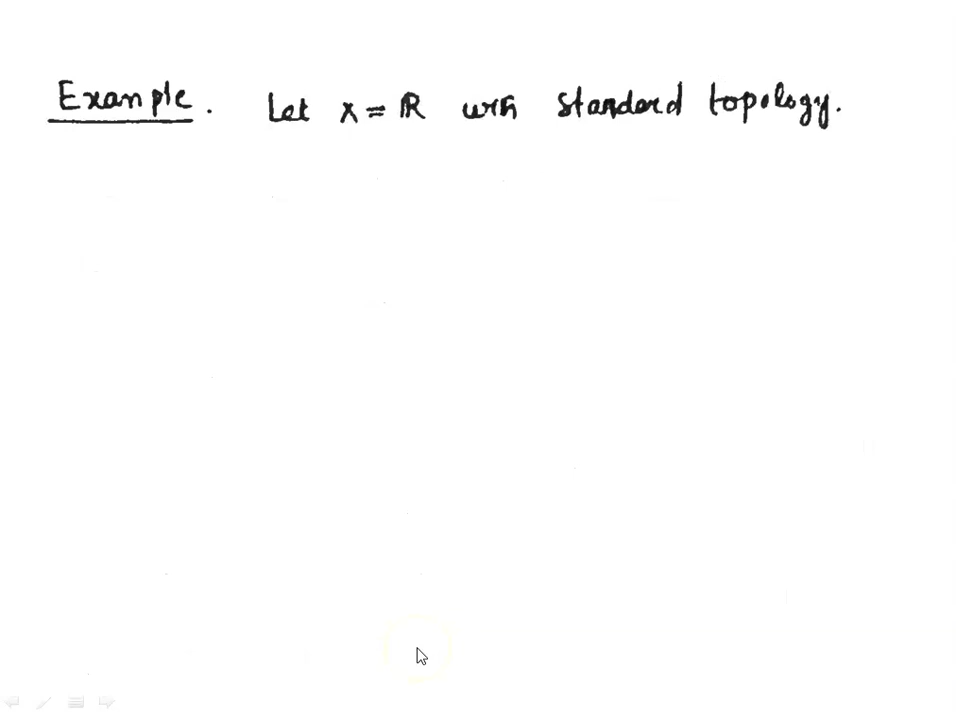 Example. Let X = ℝ with standard topology.